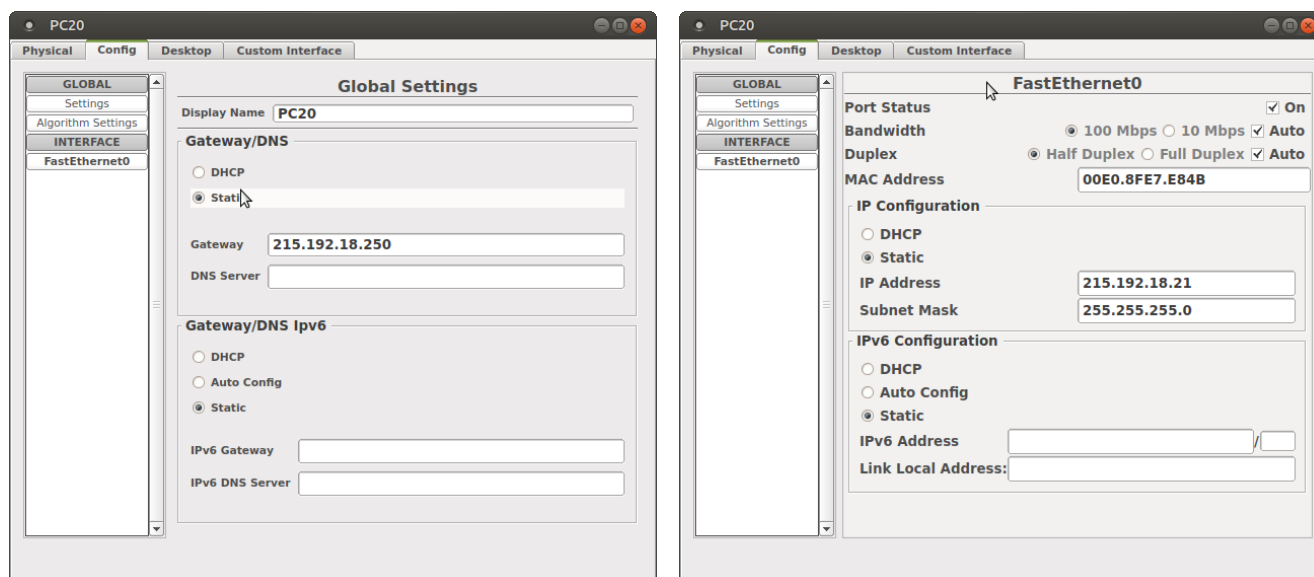 PC20
Physical Config Desktop Custom Interface
GLOBAL
Settings
Algorithm Settings
INTERFACE
FastEthernet0
Global Settings
Display Name PC20
Gateway/DNS
DHCP
Static
Gateway 215.192.18.250
DNS Server
Gateway/DNS Ipv6
DHCP
Auto Config
Static
IPv6 Gateway
IPv6 DNS Server
PC20
Physical Config Desktop Custom Interface
GLOBAL
Settings
Algorithm Settings
INTERFACE
FastEthernet0
FastEthernet0
Port Status On
Bandwidth 100 Mbps 10 Mbps Auto
Duplex Half Duplex Full Duplex Auto
MAC Address 00E0.8FE7.E84B
IP Configuration
DHCP
Static
IP Address 215.192.18.21
Subnet Mask 255.255.255.0
IPv6 Configuration
DHCP
Auto Config
Static
IPv6 Address /
Link Local Address: